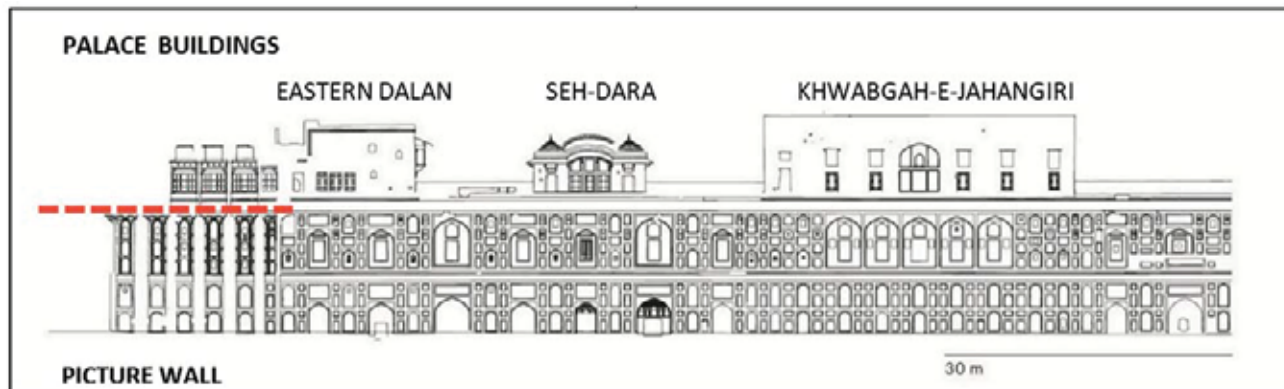 PALACE BUILDINGS
EASTERN DALAN SEH-DARA KHWABGAH-E-JAHANGIRI
30 m
PICTURE WALL